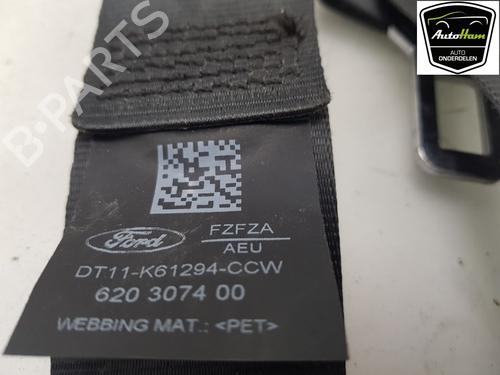 AutoHam
AUTO
ONDERDELEN
B-PARTS
Ford
FZFZA
AEU
DT11-K61294-CCW
620 3074 00
WEBBING MAT.: <PET>